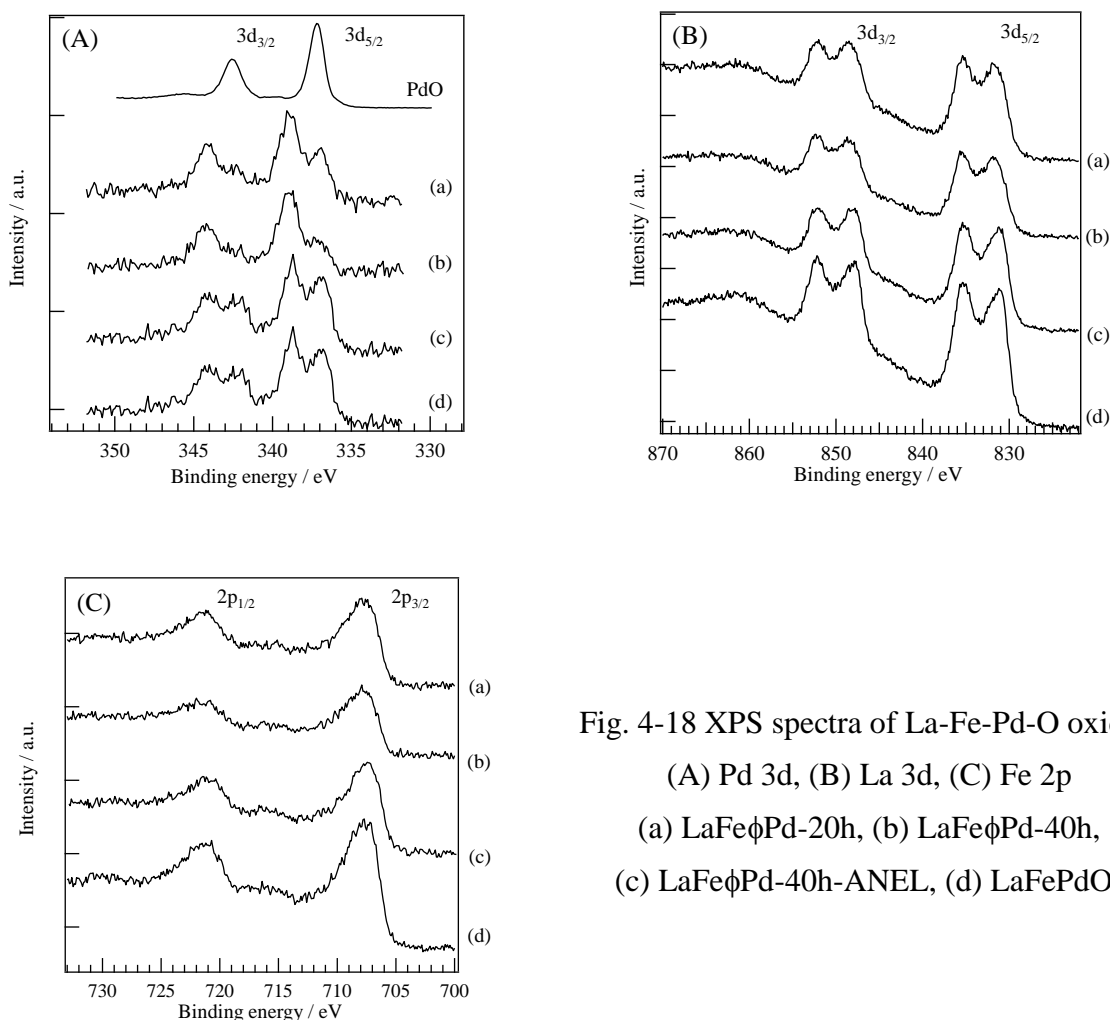 (A)
3d3/2
3d5/2
PdO
(a)
(b)
(c)
(d)
Intensity / a.u.
350
345
340
335
330
Binding energy / eV
(B)
3d3/2
3d5/2
(a)
(b)
(c)
(d)
Intensity / a.u.
870
860
850
840
830
Binding energy / eV
(C)
2p1/2
2p3/2
(a)
(b)
(c)
(d)
Intensity / a.u.
730
725
720
715
710
705
700
Binding energy / eV
Fig. 4-18 XPS spectra of La-Fe-Pd-O
(A) Pd 3d, (B) La 3d, (C) Fe 2p
(a) LaFeϕPd-20h, (b) LaFeϕPd-40h,
(c) LaFeϕPd-40h-ANEL, (d) LaFePdO